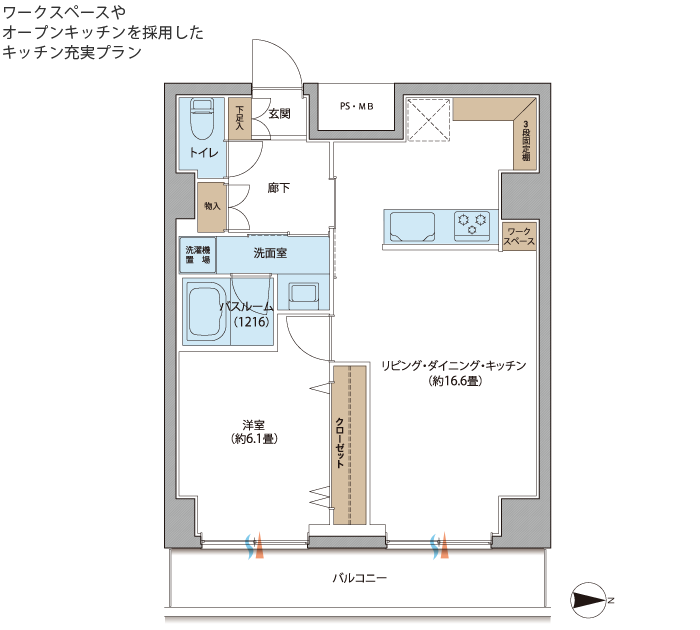 ワークスペースや
オープンキッチンを採用した
キッチン充実プラン
PS・MB
下足入
玄関
3段固定棚
トイレ
廊下
物入
ワーク
スペース
洗濯機
置場
洗面室
バスルーム
(1216)
リビング・ダイニング・キッチン
(約16.6畳)
洋室
(約6.1畳)
クローゼット
バルコニー
N